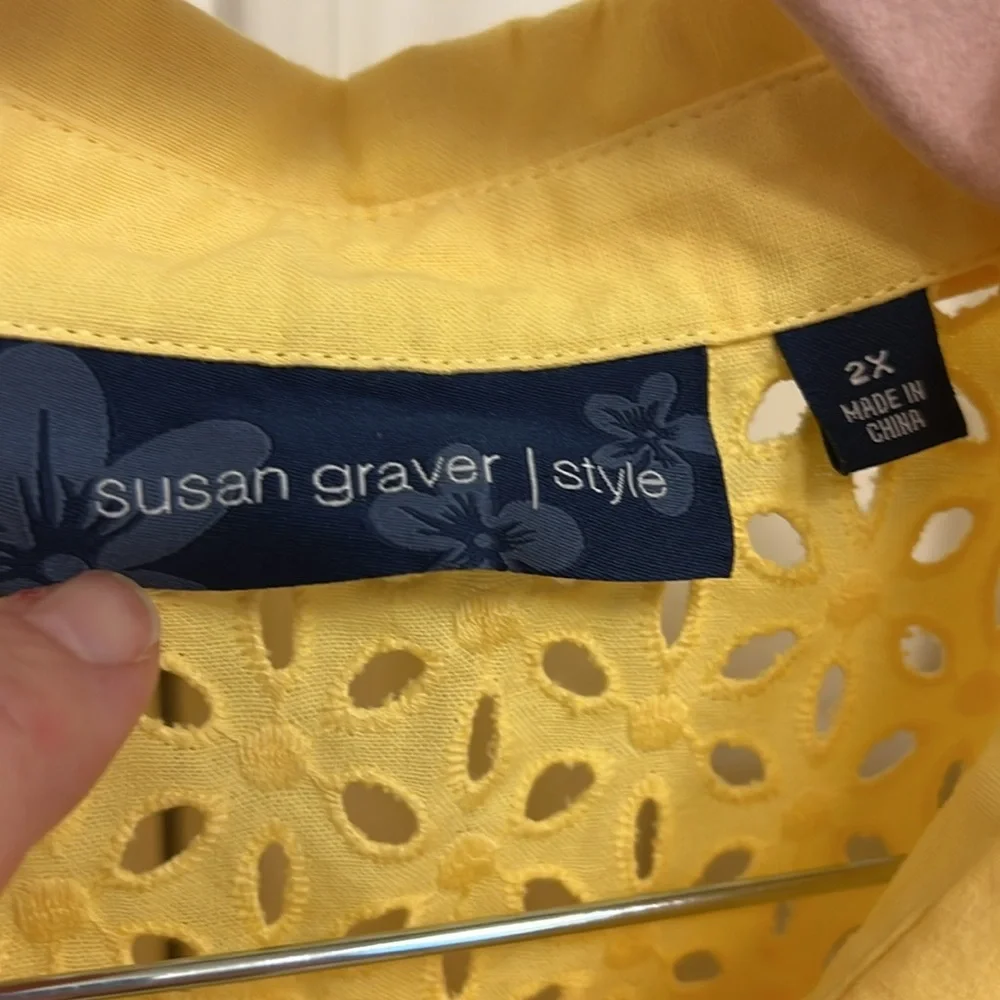 susan graver | style
2X
MADE IN
CHINA